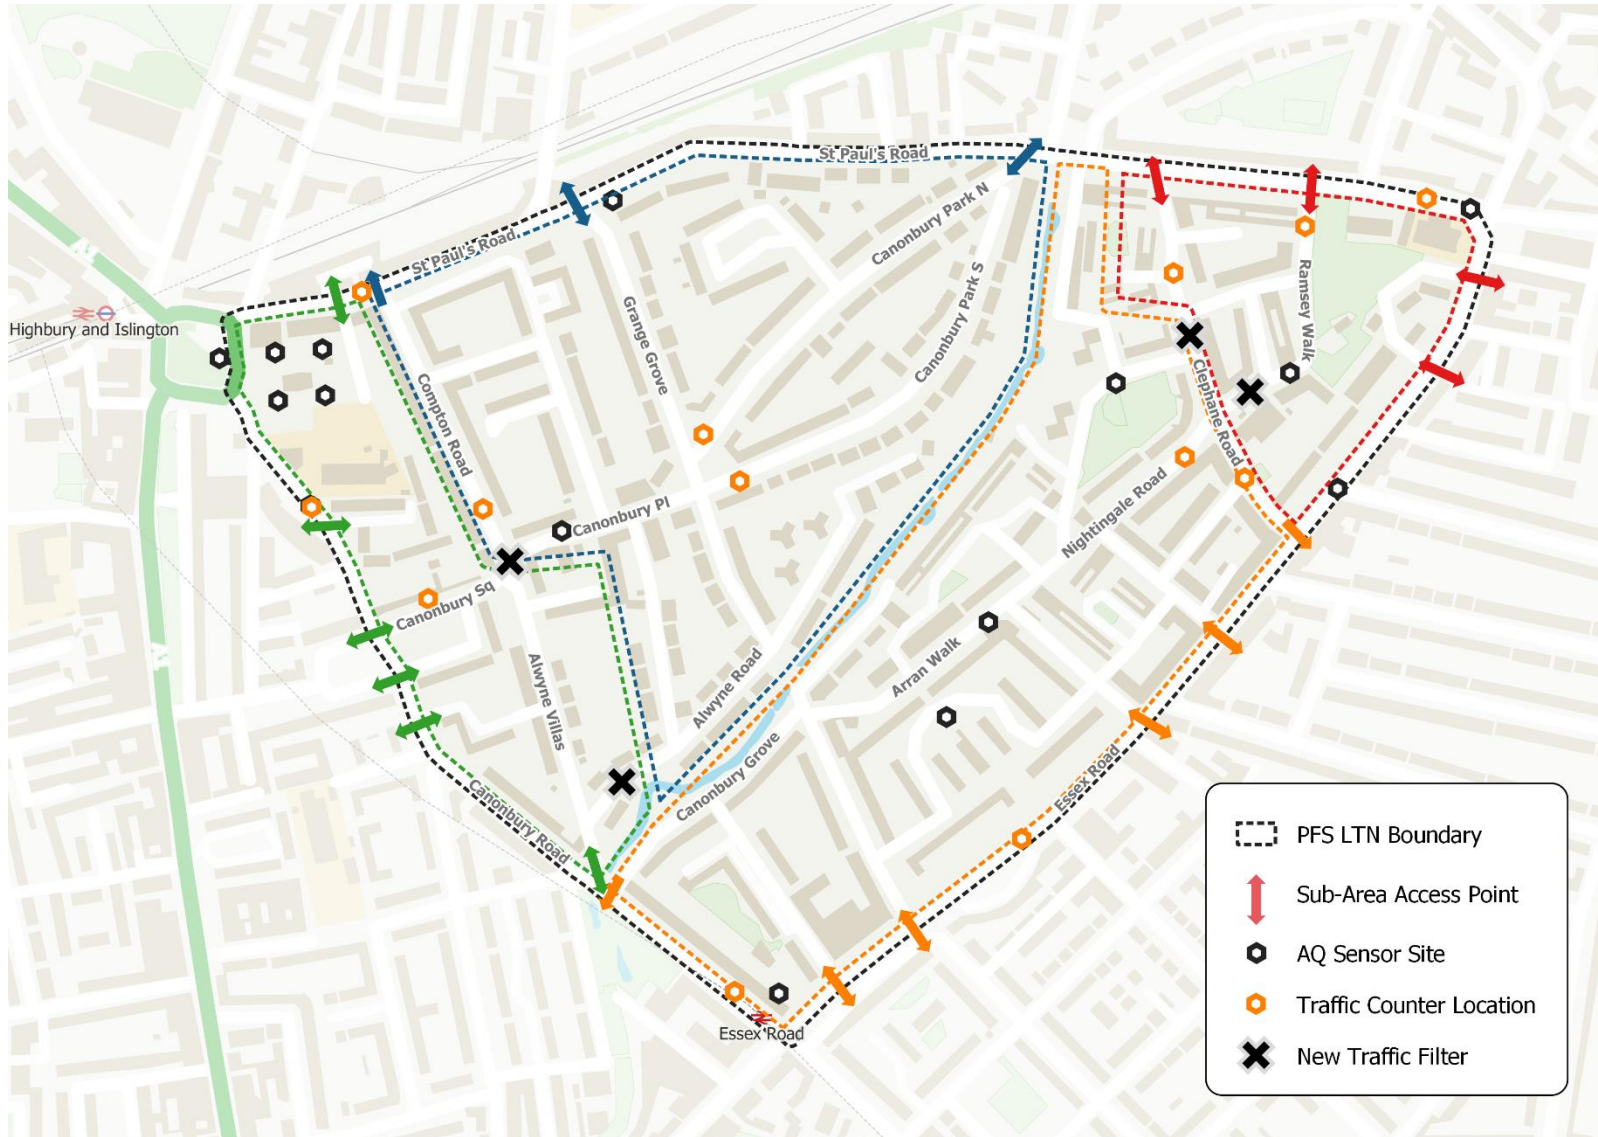 St Paul's Road
Canonbury Park N
St Paul's Road
A1
Highbury and Islington
Ramsey Walk
Grange Grove
Canonbury Park S
Compton Road
Clephane Road
Nightingale Road
Canonbury Pl
Canonbury Sq
Arran Walk
Alwyne Road
Alwyne Villas
A1
Canonbury Grove
Essex Road
Canonbury Road
Essex Road
PFS LTN Boundary
Sub-Area Access Point
AQ Sensor Site
Traffic Counter Location
New Traffic Filter